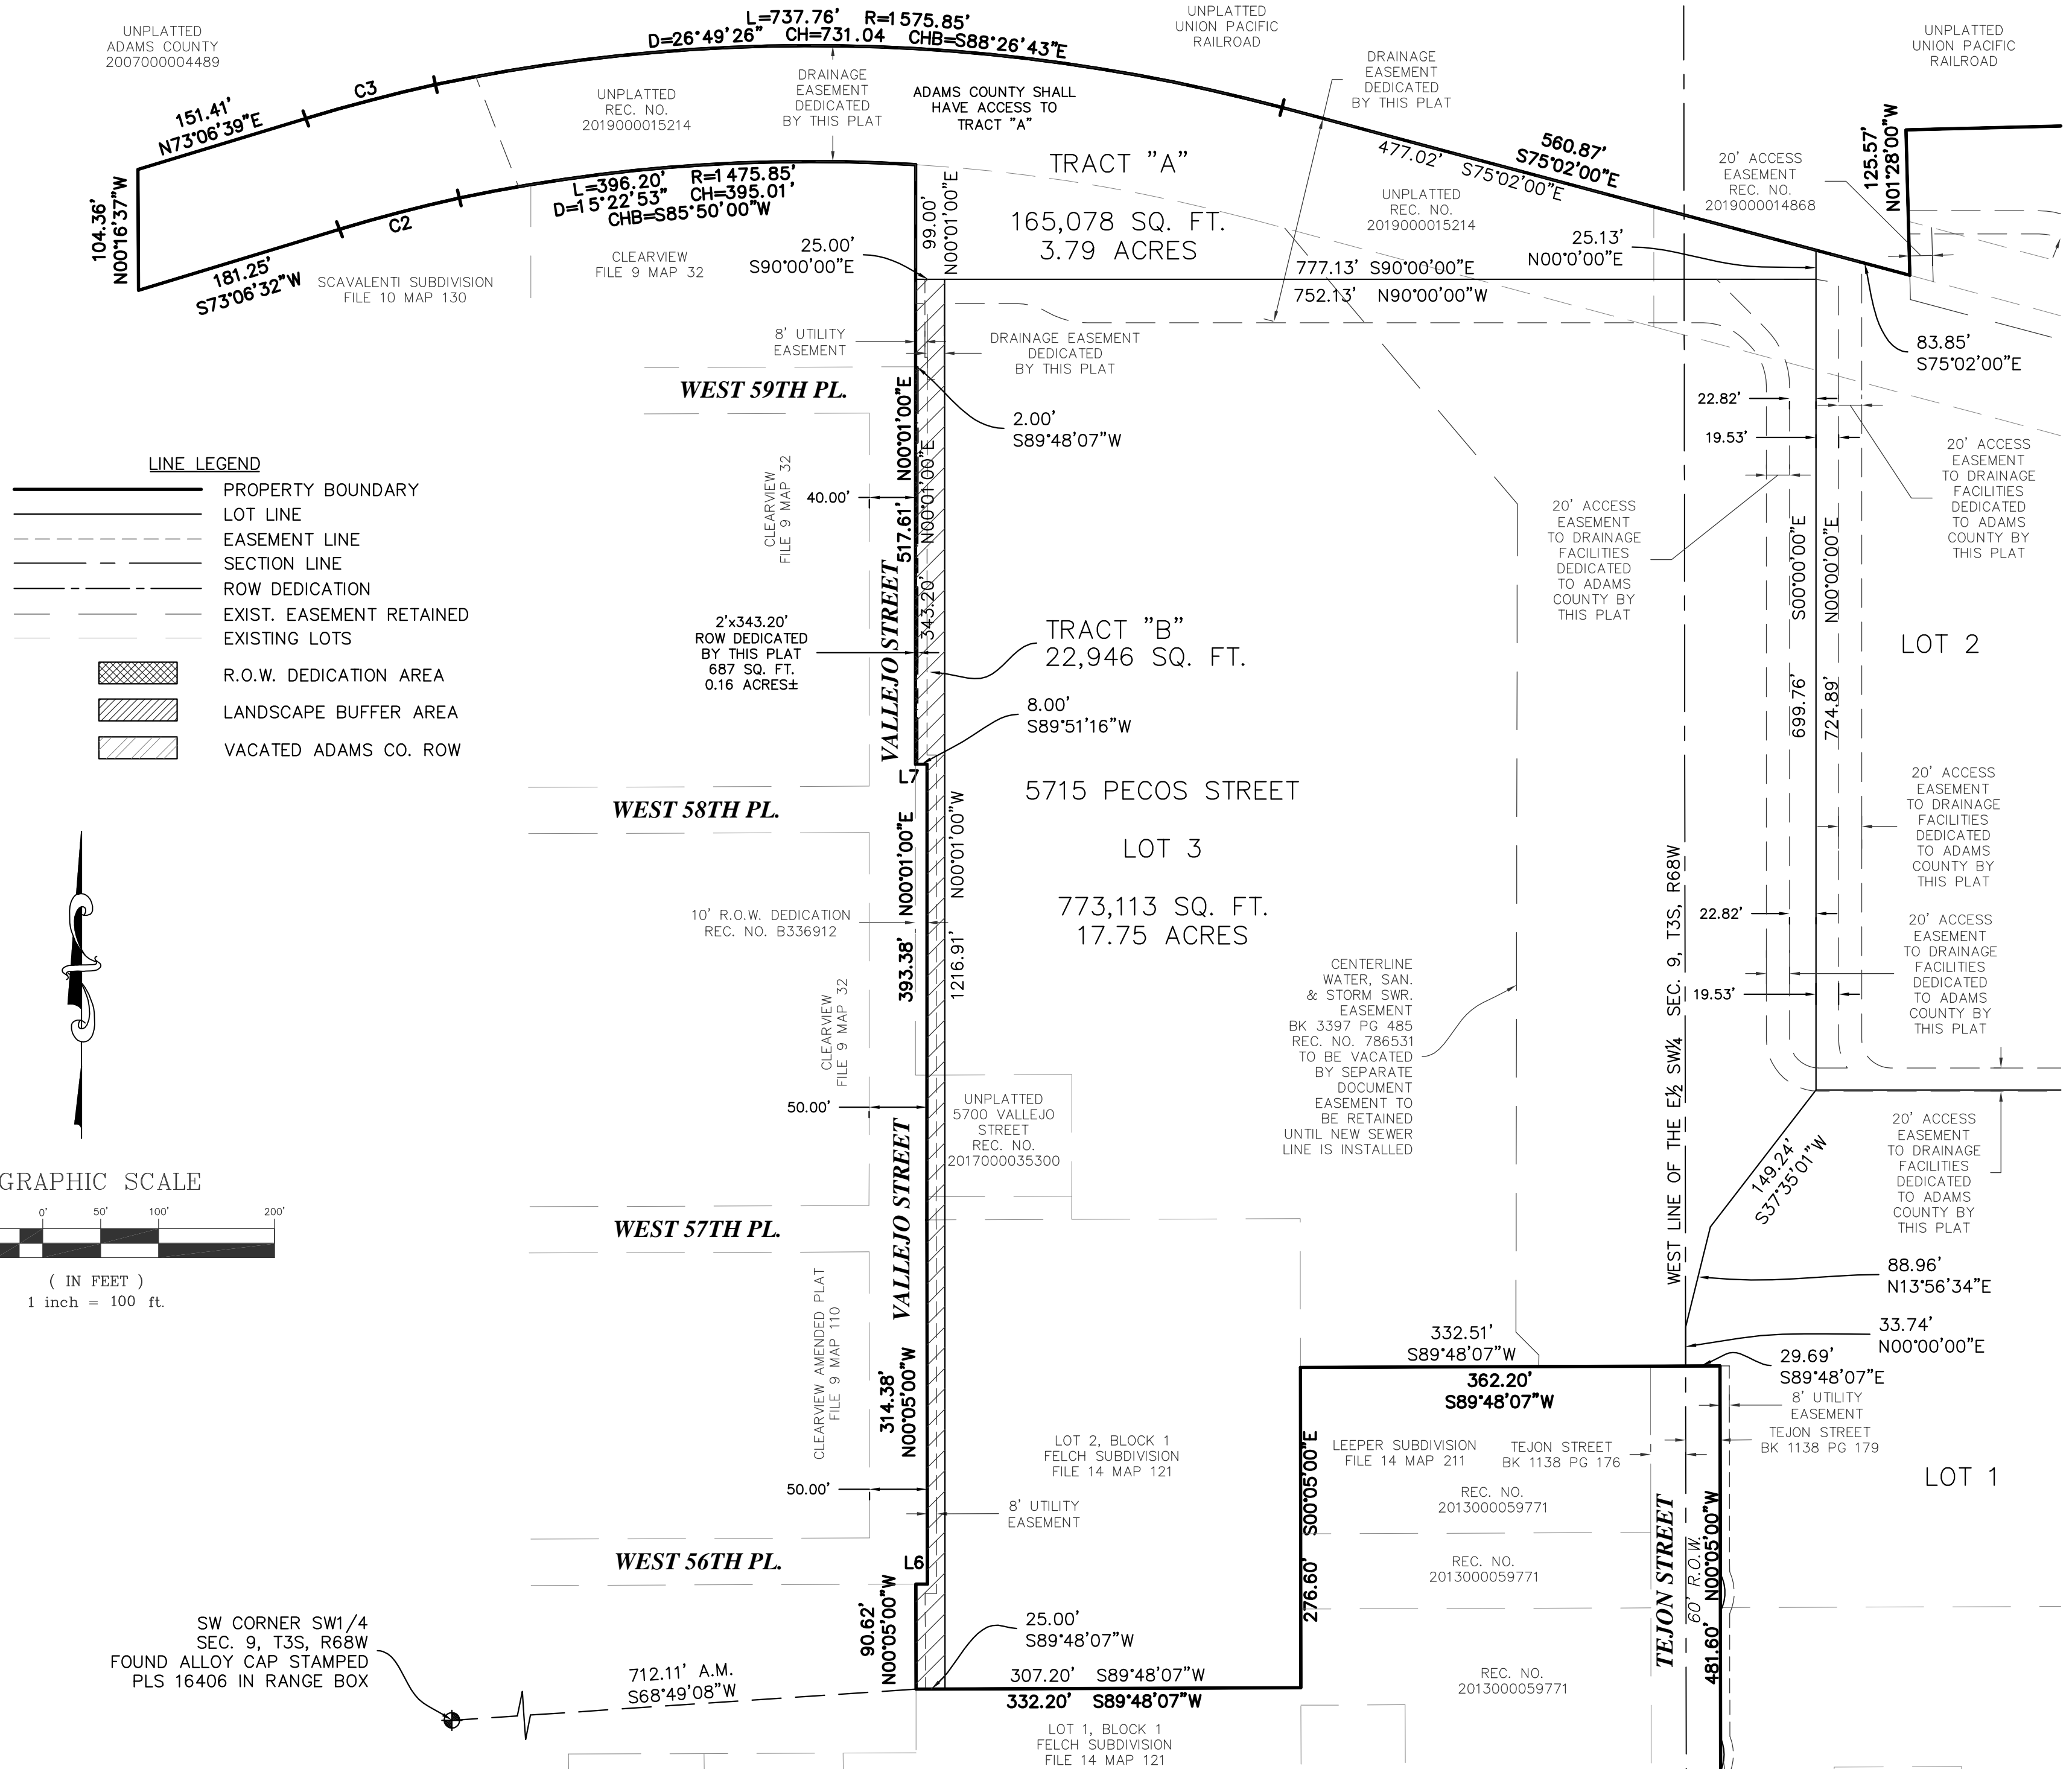 UNPLATTED
ADAMS COUNTY
2007000004489
L=737.76' R=1575.85'
D=26°49'26" CH=731.04 CHB=S88°26'43"E
UNPLATTED
UNION PACIFIC
RAILROAD
UNPLATTED
UNION PACIFIC
RAILROAD
C3
151.41'
N73°06'39"E
UNPLATTED
REC. NO.
2019000015214
DRAINAGE
EASEMENT
DEDICATED
BY THIS PLAT
ADAMS COUNTY SHALL
HAVE ACCESS TO
TRACT "A"
DRAINAGE
EASEMENT
DEDICATED
BY THIS PLAT
560.87'
S75°02'00"E
477.02' S75°02'00"E
125.57'
N01°28'00"W
20' ACCESS
EASEMENT
REC. NO.
2019000014868
104.36'
N00°16'37"W
181.25'
S73°06'32"W
C2
L=396.20' R=1475.85'
D=15°22'53" CH=395.01'
CHB=S85°50'00"W
SCAVALENTI SUBDIVISION
FILE 10 MAP 130
CLEARVIEW
FILE 9 MAP 32
25.00'
S90°00'00"E
99.00'
N00°01'00"E
TRACT "A"
165,078 SQ. FT.
3.79 ACRES
UNPLATTED
REC. NO.
2019000015214
25.13'
N00°0'00"E
777.13' S90°00'00"E
752.13' N90°00'00"W
83.85'
S75°02'00"E
8' UTILITY
EASEMENT
DRAINAGE EASEMENT
DEDICATED
BY THIS PLAT
WEST 59TH PL.
2.00'
S89°48'07"W
22.82'
19.53'
20' ACCESS
EASEMENT
TO DRAINAGE
FACILITIES
DEDICATED
TO ADAMS
COUNTY BY
THIS PLAT
LINE LEGEND
PROPERTY BOUNDARY
LOT LINE
EASEMENT LINE
SECTION LINE
ROW DEDICATION
EXIST. EASEMENT RETAINED
EXISTING LOTS
R.O.W. DEDICATION AREA
LANDSCAPE BUFFER AREA
VACATED ADAMS CO. ROW
CLEARVIEW
FILE 9 MAP 32
40.00'
517.61' N00°01'00"E
343.20' N00°01'00"E
VALLEJO STREET
2'x343.20'
ROW DEDICATED
BY THIS PLAT
687 SQ. FT.
0.16 ACRES±
20' ACCESS
EASEMENT
TO DRAINAGE
FACILITIES
DEDICATED
TO ADAMS
COUNTY BY
THIS PLAT
699.76' S00°00'00"E
724.89' N00°00'00"E
LOT 2
TRACT "B"
22,946 SQ. FT.
8.00'
S89°51'16"W
L7
WEST 58TH PL.
5715 PECOS STREET
LOT 3
773,113 SQ. FT.
17.75 ACRES
20' ACCESS
EASEMENT
TO DRAINAGE
FACILITIES
DEDICATED
TO ADAMS
COUNTY BY
THIS PLAT
393.38' N00°01'00"E
1216.91' N00°01'00"W
10' R.O.W. DEDICATION
REC. NO. B336912
WEST LINE OF THE E½ SW¼ SEC. 9, T3S, R68W
22.82'
19.53'
20' ACCESS
EASEMENT
TO DRAINAGE
FACILITIES
DEDICATED
TO ADAMS
COUNTY BY
THIS PLAT
CLEARVIEW
FILE 9 MAP 32
CENTERLINE
WATER, SAN.
& STORM SWR.
EASEMENT
BK 3397 PG 485
REC. NO. 786531
TO BE VACATED
BY SEPARATE
DOCUMENT
EASEMENT TO
BE RETAINED
UNTIL NEW SEWER
LINE IS INSTALLED
50.00'
UNPLATTED
5700 VALLEJO
STREET
REC. NO.
2017000035300
VALLEJO STREET
149.24'
S37°35'01"W
20' ACCESS
EASEMENT
TO DRAINAGE
FACILITIES
DEDICATED
TO ADAMS
COUNTY BY
THIS PLAT
GRAPHIC SCALE
0' 50' 100' 200'
( IN FEET )
1 inch = 100 ft.
WEST 57TH PL.
88.96'
N13°56'34"E
33.74'
N00°00'00"E
CLEARVIEW AMENDED PLAT
FILE 9 MAP 110
314.38'
N00°05'00"W
332.51'
S89°48'07"W
29.69'
S89°48'07"E
362.20'
S89°48'07"W
8' UTILITY
EASEMENT
TEJON STREET
BK 1138 PG 179
LOT 2, BLOCK 1
FELCH SUBDIVISION
FILE 14 MAP 121
276.60' S00°05'00"E
LEEPER SUBDIVISION
FILE 14 MAP 211
TEJON STREET
BK 1138 PG 176
LOT 1
50.00'
8' UTILITY
EASEMENT
REC. NO.
2013000059771
TEJON STREET
60' R.O.W.
481.60' N00°05'00"W
WEST 56TH PL.
L6
REC. NO.
2013000059771
90.62'
N00°05'00"W
SW CORNER SW1/4
SEC. 9, T3S, R68W
FOUND ALLOY CAP STAMPED
PLS 16406 IN RANGE BOX
712.11' A.M.
S68°49'08"W
25.00'
S89°48'07"W
307.20' S89°48'07"W
332.20' S89°48'07"W
REC. NO.
2013000059771
LOT 1, BLOCK 1
FELCH SUBDIVISION
FILE 14 MAP 121